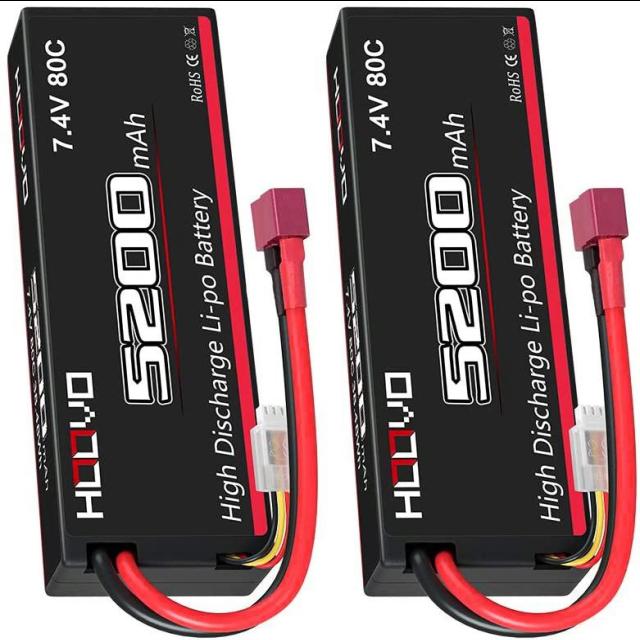 7.4V 80C
RoHS CE
5200mAh
High Discharge Li-po Battery
HOOVO
7.4V 80C
RoHS CE
5200mAh
High Discharge Li-po Battery
HOOVO